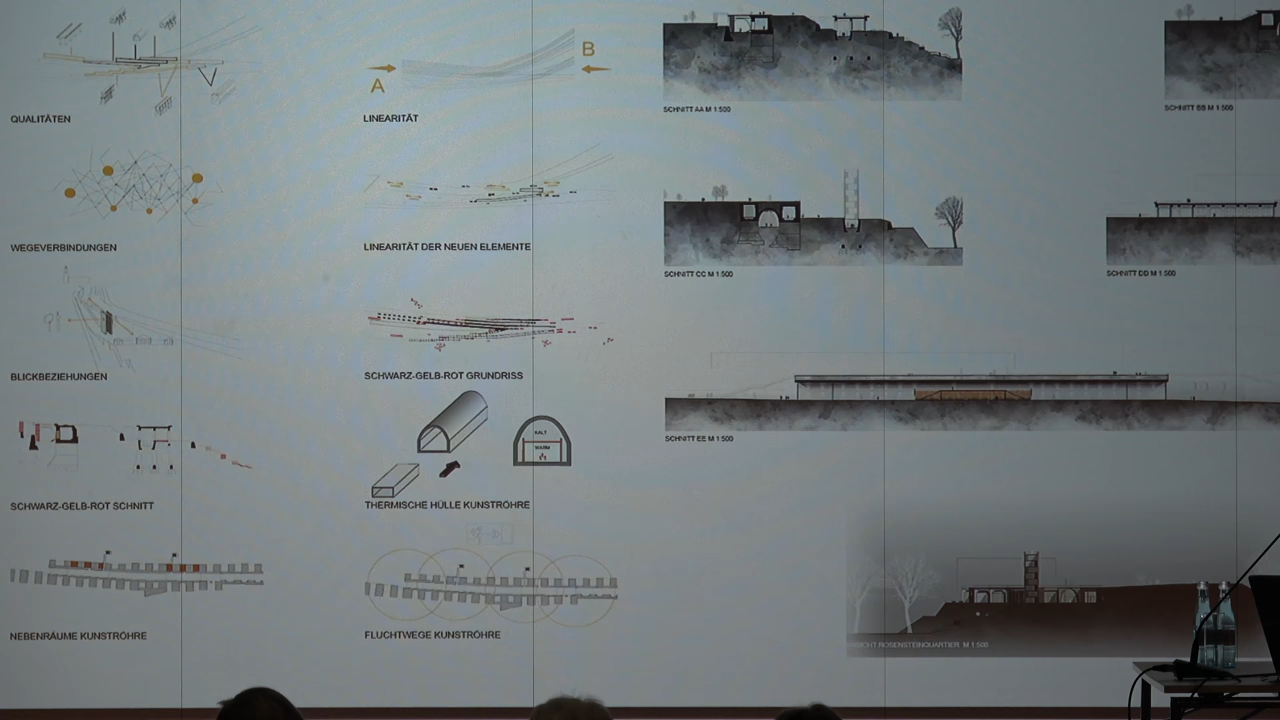 QUALITÄTEN
WEGEVERBINDUNGEN
BLICKBEZIEHUNGEN
SCHWARZ-GELB-ROT SCHNITT
NEBENRÄUME KUNSTRÖHRE
A
B
LINEARITÄT
LINEARITÄT DER NEUEN ELEMENTE
SCHWARZ-GELB-ROT GRUNDRISS
KALT
WARM
THERMISCHE HÜLLE KUNSTRÖHRE
FLUCHTWEGE KUNSTRÖHRE
SCHNITT AA M 1:500
SCHNITT BB M 1:500
SCHNITT CC M 1:500
SCHNITT DD M 1:500
SCHNITT EE M 1:500
ROSENSTEINQUARTIER M 1:500